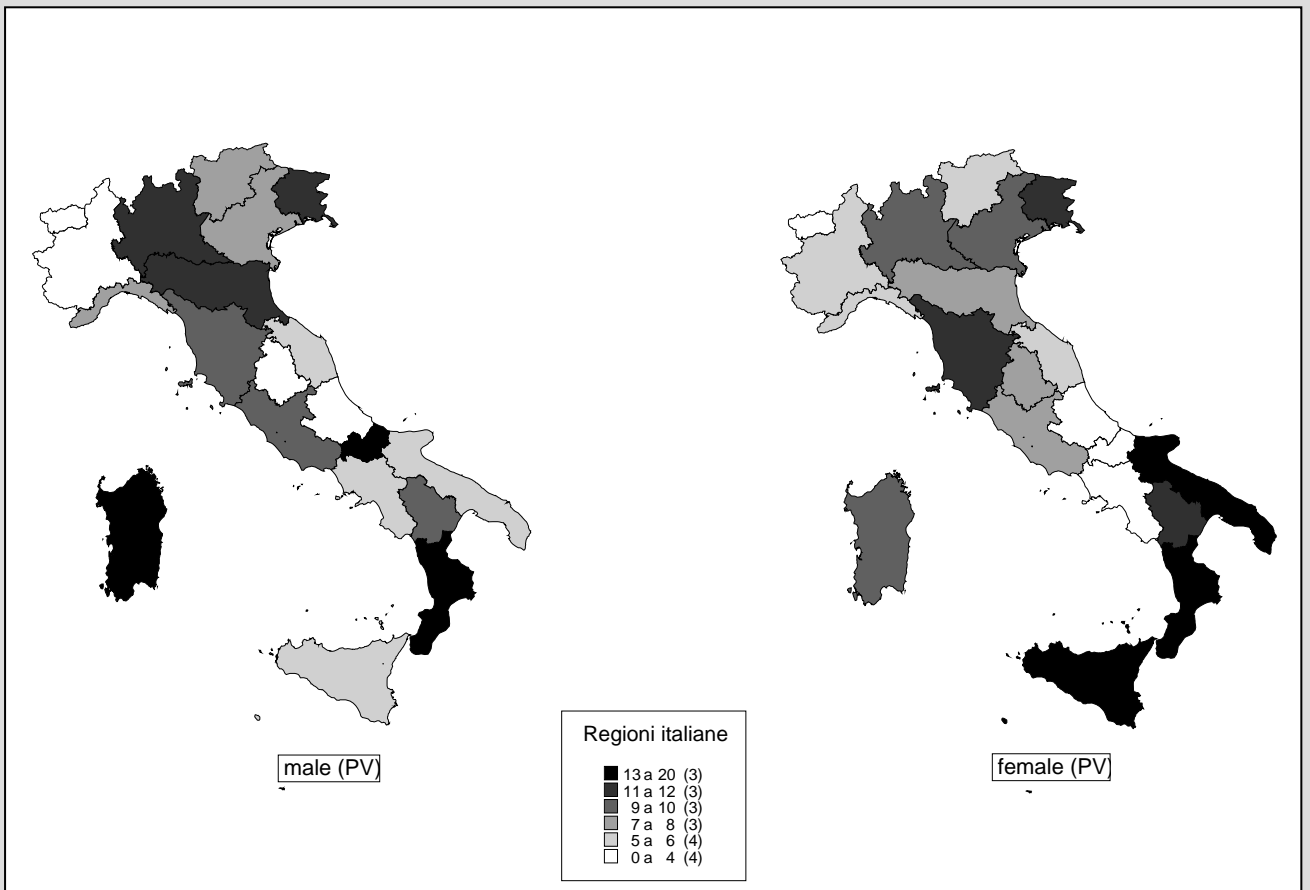 male (PV)
female (PV)
Regioni italiane
13 a 20 (3)
11 a 12 (3)
9 a 10 (3)
7 a 8 (3)
5 a 6 (4)
0 a 4 (4)